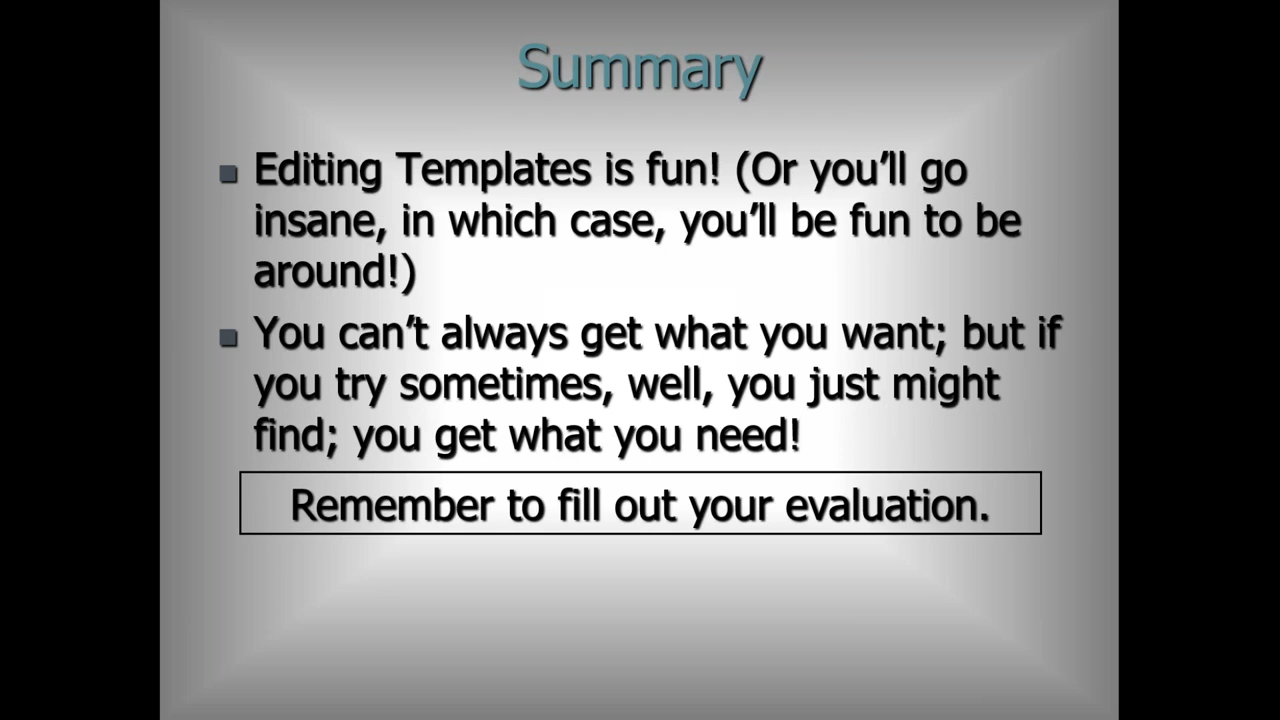 Summary
Editing Templates is fun! (Or you’ll go
insane, in which case, you’ll be fun to be
around!)
You can’t always get what you want; but if
you try sometimes, well, you just might
find; you get what you need!
Remember to fill out your evaluation.